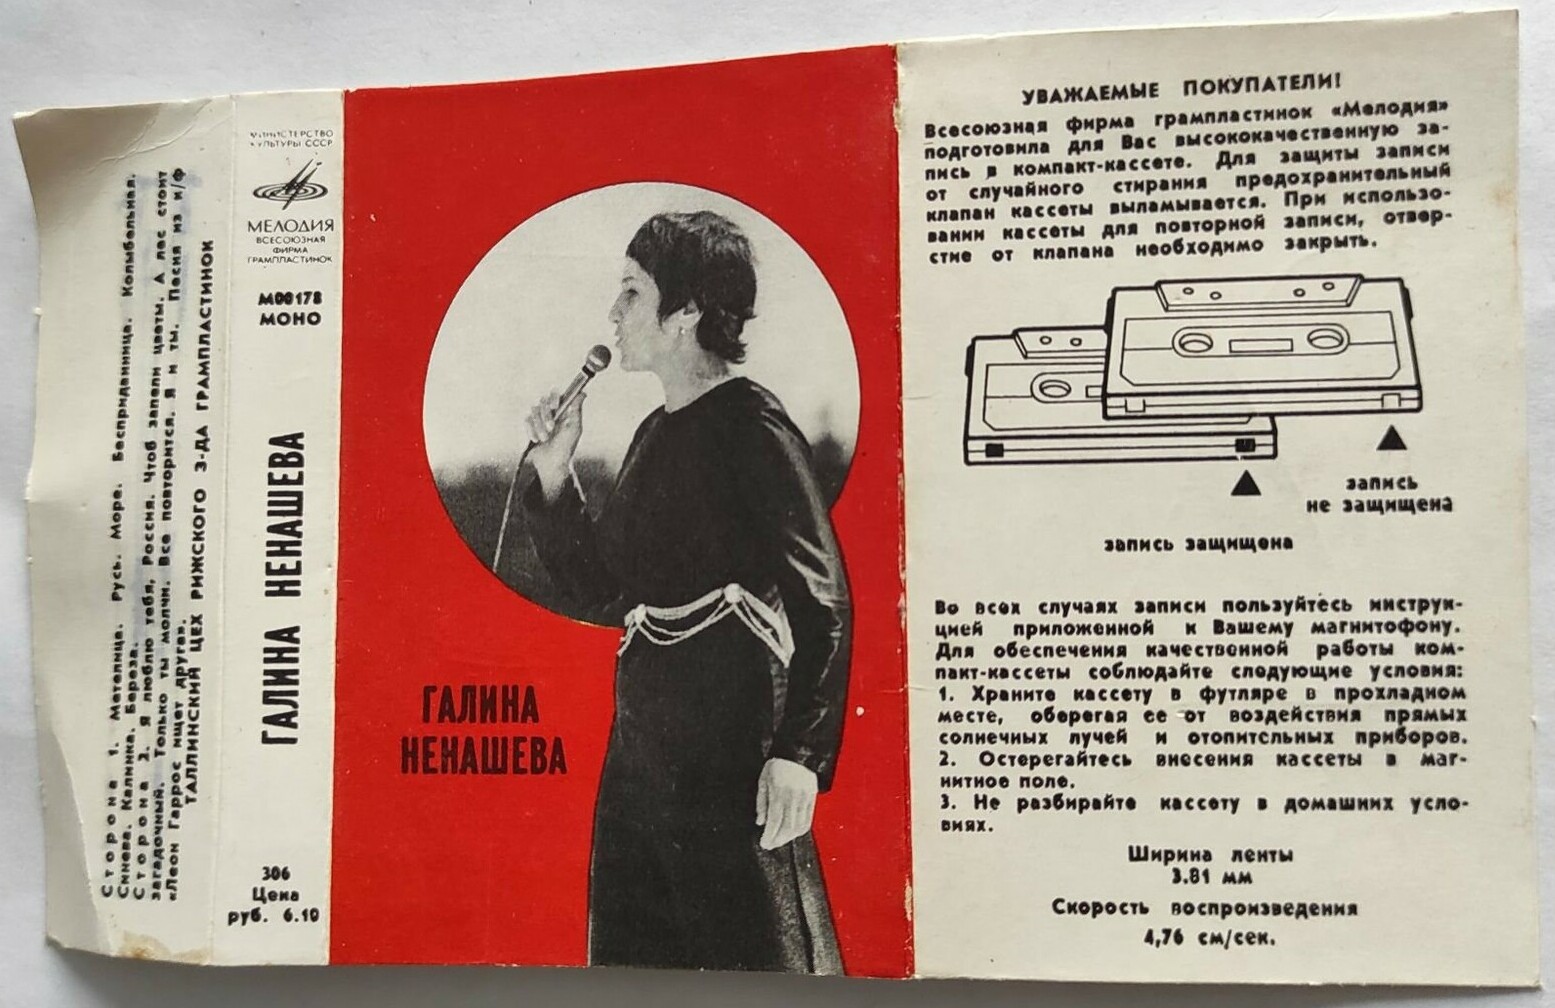 Сторона 1. Метелица. Русь. Море. Бесприданница. Колыбельная.
Синева. Калинка. Береза.
Сторона 2. Я люблю тебя, Россия. Чтоб запели цветы. А лес стоит
загадочный. Только ты молчи. Все повторится. Я и ты. Песня из и/ф
«Леон Гаррос ищет друга».
ТАЛЛИНСКИЙ ЦЕХ РИЖСКОГО З-ДА ГРАМПЛАСТИНОК
МИНИСТЕРСТВО
КУЛЬТУРЫ СССР
МЕЛОДИЯ
ВСЕСОЮЗНАЯ
ФИРМА
ГРАМПЛАСТИНОК
М00178
МОНО
ГАЛИНА НЕНАШЕВА
306
Цена
руб. 6.10
ГАЛИНА
НЕНАШЕВА
УВАЖАЕМЫЕ ПОКУПАТЕЛИ!
Всесоюзная фирма грампластинок «Мелодия»
подготовила для Вас высококачественную за-
пись в компакт-кассете. Для защиты записи
от случайного стирания предохранительный
клапан кассеты выламывается. При использо-
вании кассеты для повторной записи, отвер-
стие от клапана необходимо закрыть.
запись
не защищена
запись защищена
Во всех случаях записи пользуйтесь инструк-
цией приложенной к Вашему магнитофону.
Для обеспечения качественной работы ком-
пакт-кассеты соблюдайте следующие условия:
1. Храните кассету в футляре в прохладном
месте, оберегая ее от воздействия прямых
солнечных лучей и отопительных приборов.
2. Остерегайтесь внесения кассеты в маг-
нитное поле.
3. Не разбирайте кассету в домашних усло-
виях.
Ширина ленты
3.81 мм
Скорость воспроизведения
4,76 см/сек.